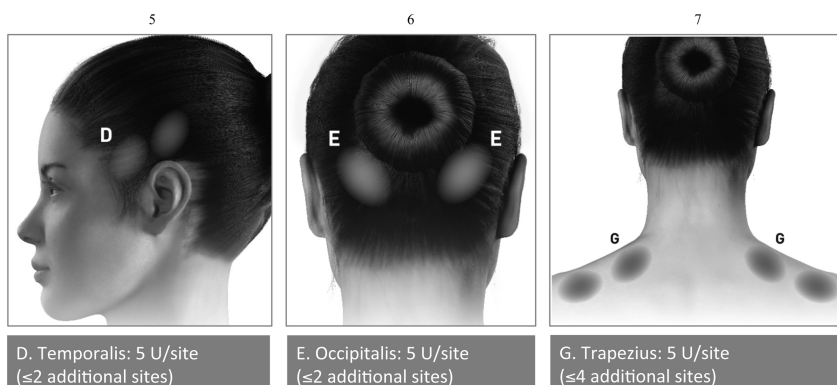 5
6
7
D
E
E
G
G
D. Temporalis: 5 U/site
(≤2 additional sites)
E. Occipitalis: 5 U/site
(≤2 additional sites)
G. Trapezius: 5 U/site
(≤4 additional sites)